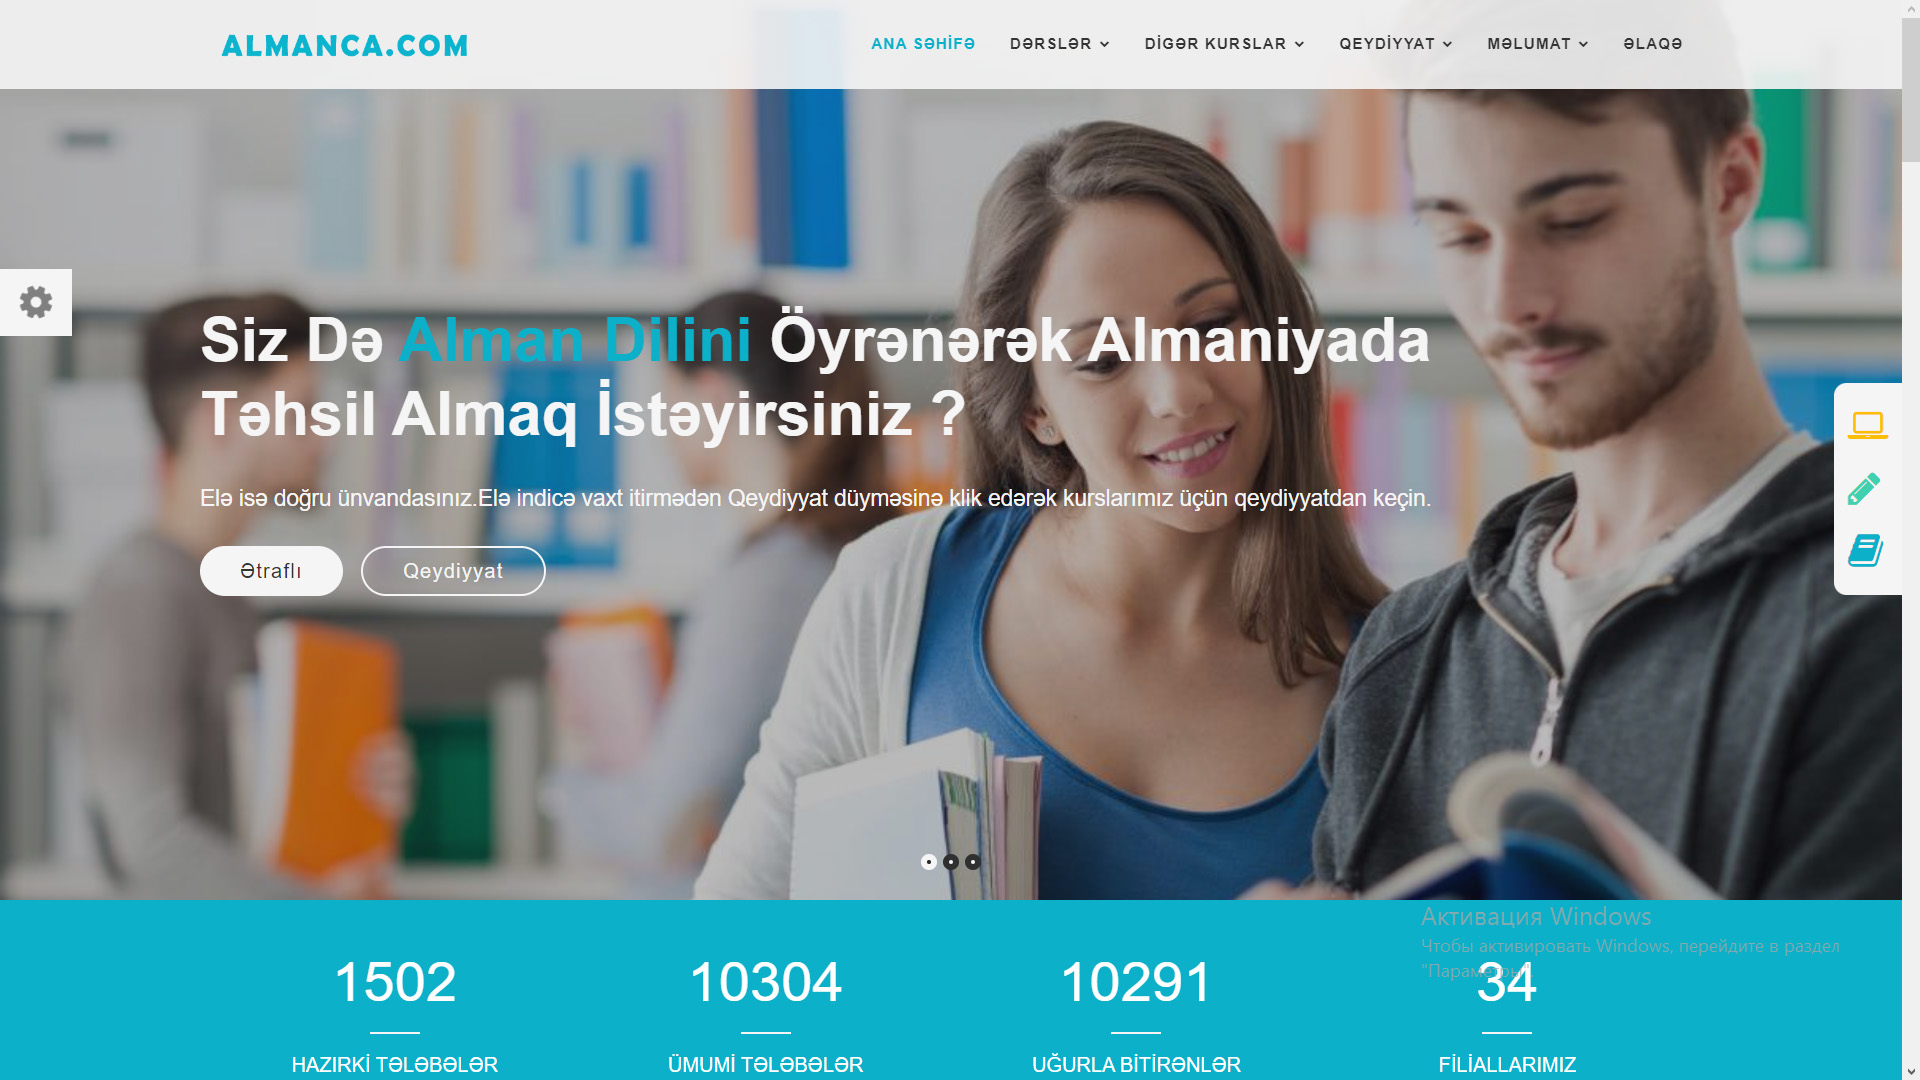 ALMANCA.COM
ANA SƏHİFƏ
DƏRSLƏR
DİGƏR KURSLAR
QEYDİYYAT
MƏLUMAT
ƏLAQƏ
Siz Də Alman Dilini Öyrənərək Almaniyada
Təhsil Almaq İstəyirsiniz ?
Elə isə doğru ünvandasınız.Elə indicə vaxt itirmədən Qeydiyyat düyməsinə klik edərək kurslarımız üçün qeydiyyatdan keçin.
Ətraflı
Qeydiyyat
Активация Windows
Чтобы активировать Windows, перейдите в раздел
"Параметры".
1502
10304
10291
34
HAZIRKİ TƏLƏBƏLƏR
ÜMUMİ TƏLƏBƏLƏR
UĞURLA BİTİRƏNLƏR
FİLİALLARIMIZ